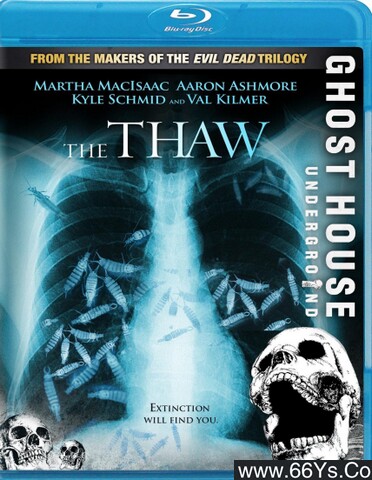 Blu-ray Disc
FROM THE MAKERS OF THE EVIL DEAD TRILOGY
MARTHA MACISAAC AARON ASHMORE
KYLE SCHMID AND VAL KILMER
THE THAW
GHOST HOUSE
UNDERGROUND
EXTINCTION
WILL FIND YOU.
www.66Ys.Co